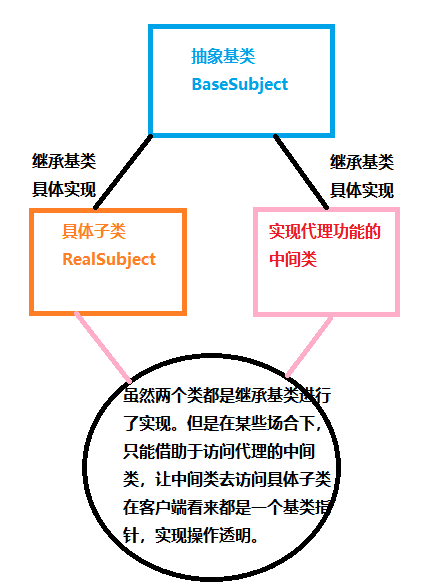 抽象基类
BaseSubject
继承基类
具体实现
继承基类
具体实现
具体子类
RealSubject
实现代理功能的
中间类
虽然两个类都是继承基类进行
了实现。但是在某些场合下，
只能借助于访问代理的中间
类，让中间类去访问具体子类
在客户端看来都是一个基类指
针，实现操作透明。